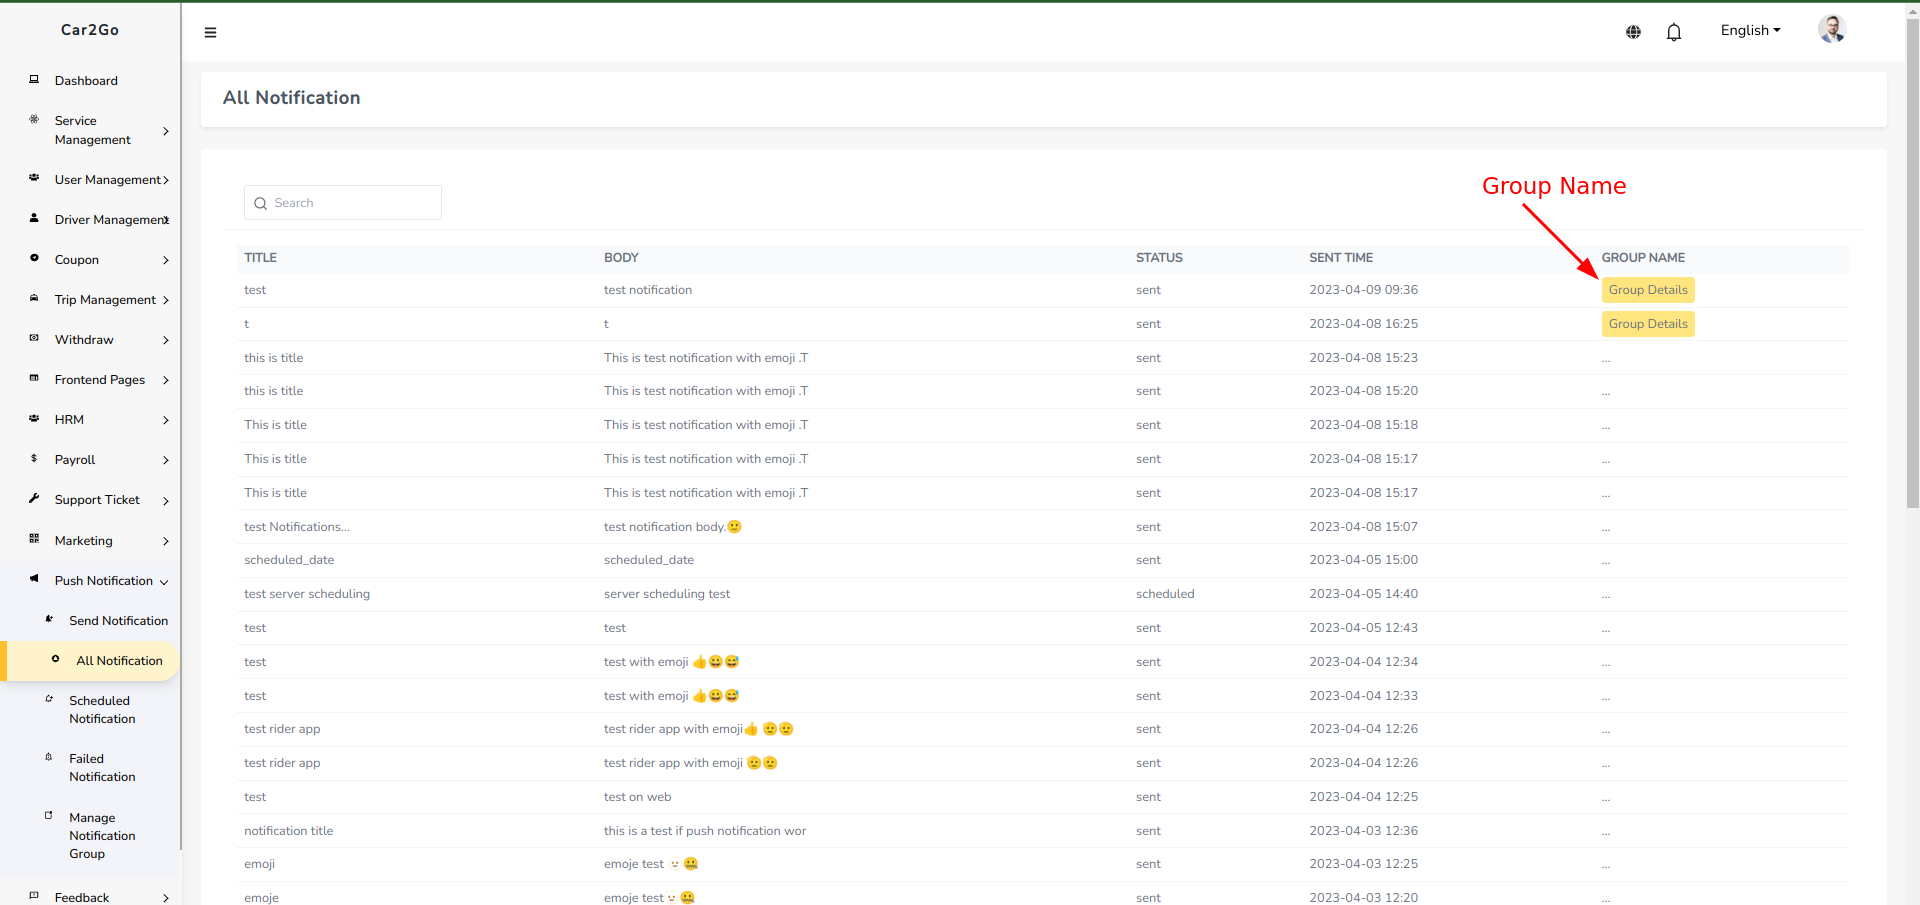 Car2Go
English
Dashboard
Service
Management
User Management
Driver Management
Coupon
Trip Management
Withdraw
Frontend Pages
HRM
Payroll
Support Ticket
Marketing
Push Notification
Send Notification
All Notification
Scheduled
Notification
Failed
Notification
Manage
Notification
Group
Feedback
All Notification
Search
Group Name
TITLE BODY STATUS SENT TIME GROUP NAME
test test notification sent 2023-04-09 09:36 Group Details
t t sent 2023-04-08 16:25 Group Details
this is title This is test notification with emoji .T sent 2023-04-08 15:23 ...
this is title This is test notification with emoji .T sent 2023-04-08 15:20 ...
This is title This is test notification with emoji .T sent 2023-04-08 15:18 ...
This is title This is test notification with emoji .T sent 2023-04-08 15:17 ...
This is title This is test notification with emoji .T sent 2023-04-08 15:17 ...
test Notifications... test notification body.🙂 sent 2023-04-08 15:07 ...
scheduled_date scheduled_date sent 2023-04-05 15:00 ...
test server scheduling server scheduling test scheduled 2023-04-05 14:40 ...
test test sent 2023-04-05 12:43 ...
test test with emoji 👍😀😅 sent 2023-04-04 12:34 ...
test test with emoji 👍😀😅 sent 2023-04-04 12:33 ...
test rider app test rider app with emoji👍 🫡🫡 sent 2023-04-04 12:26 ...
test rider app test rider app with emoji 🫡🫡 sent 2023-04-04 12:26 ...
test test on web sent 2023-04-04 12:25 ...
notification title this is a test if push notification wor sent 2023-04-03 12:36 ...
emoji emoje test 🫥🤐 sent 2023-04-03 12:25 ...
emoje emoje test🫥🤐 sent 2023-04-03 12:20 ...